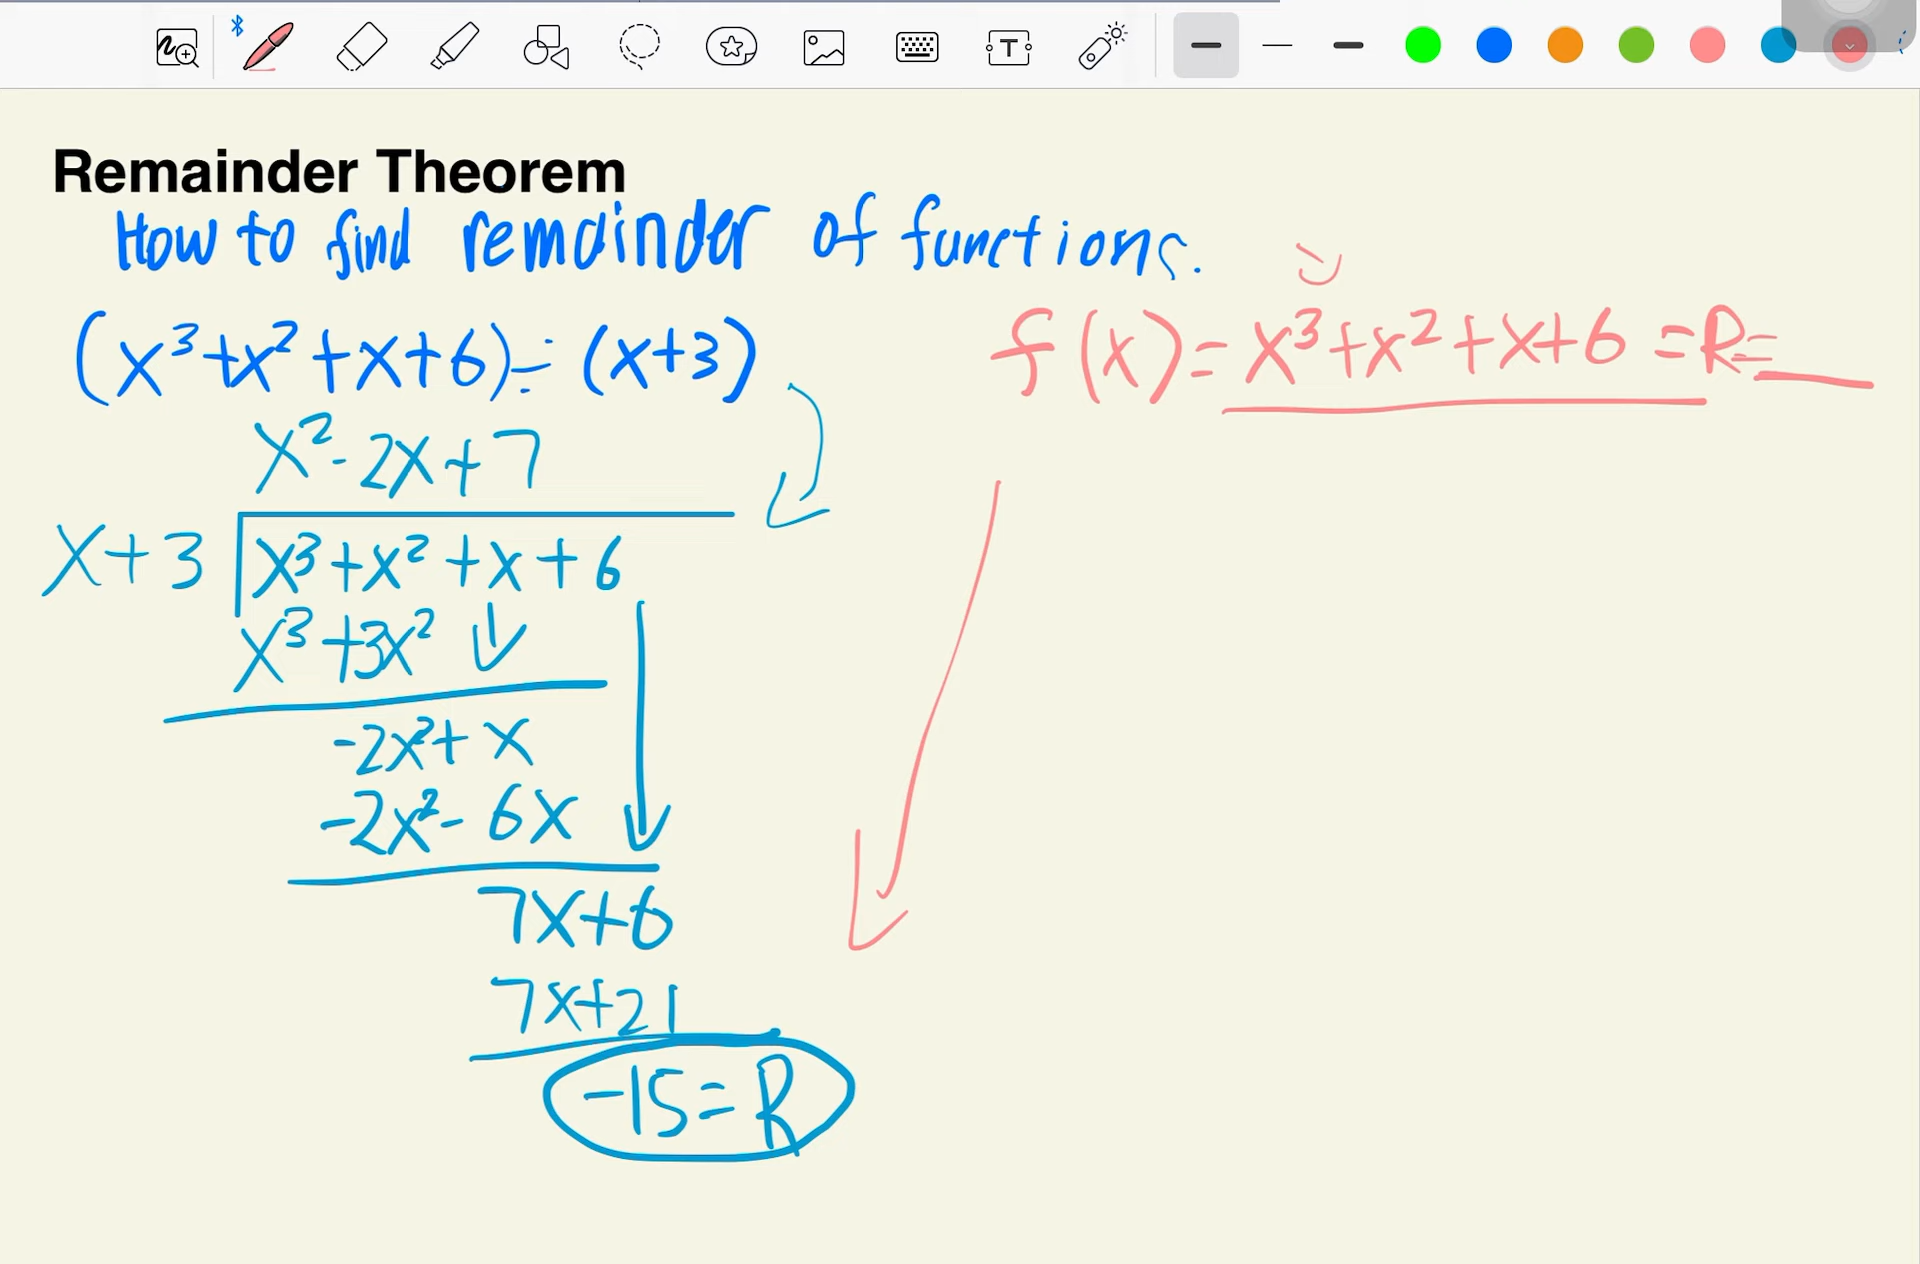 Remainder Theorem
How to find remainder of functions.
(x³+x²+x+6)÷(x+3)
x²-2x+7
x+3 x³+x²+x+6
x³+3x²
-2x²+x
-2x²-6x
7x+6
7x+21
-15=R
f(x)=x³+x²+x+6=R=